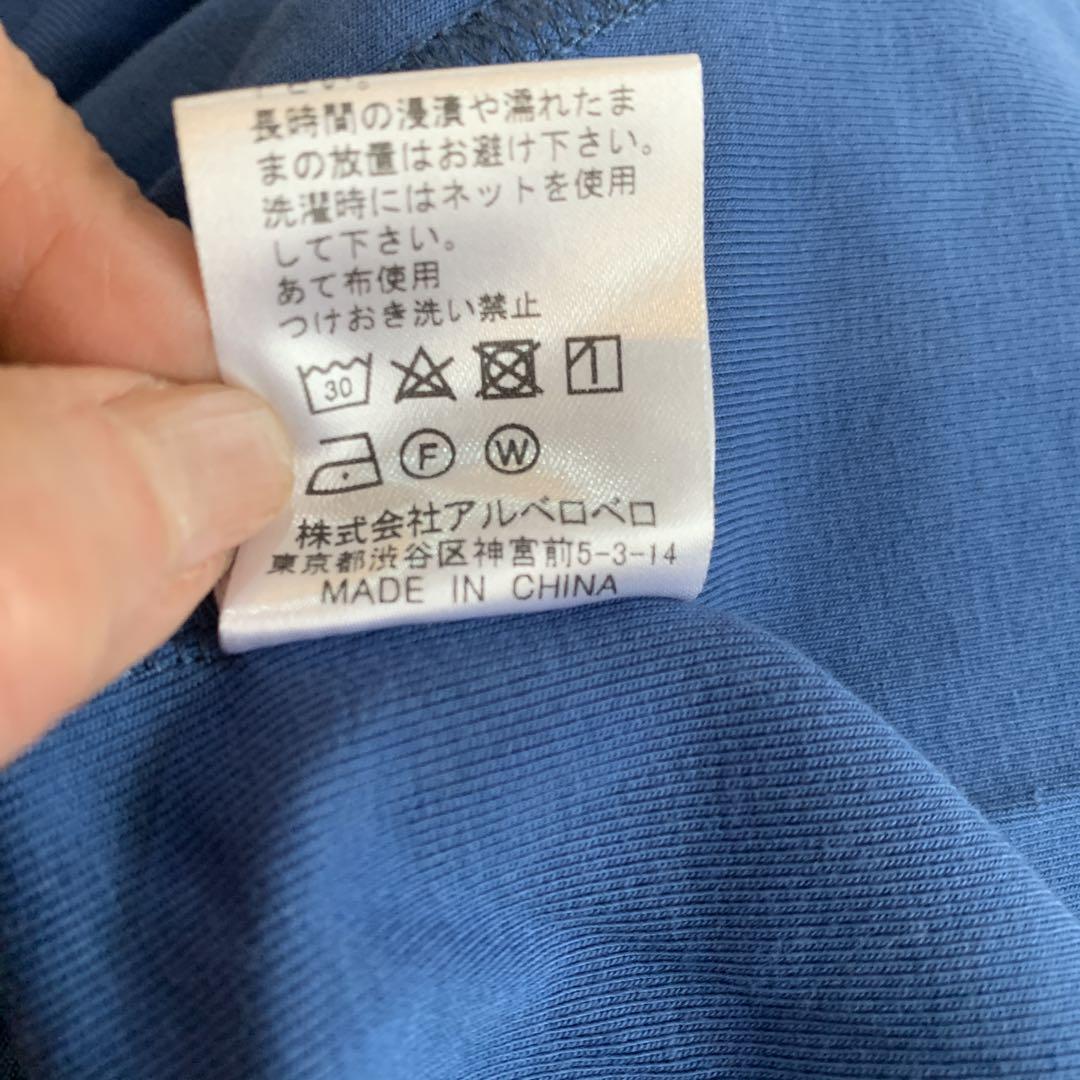 下さい。
長時間の浸漬や濡れたま
まの放置はお避け下さい。
洗濯時にはネットを使用
して下さい。
あて布使用
つけおき洗い禁止
30
F W
株式会社アルベロベロ
東京都渋谷区神宮前5-3-14
MADE IN CHINA